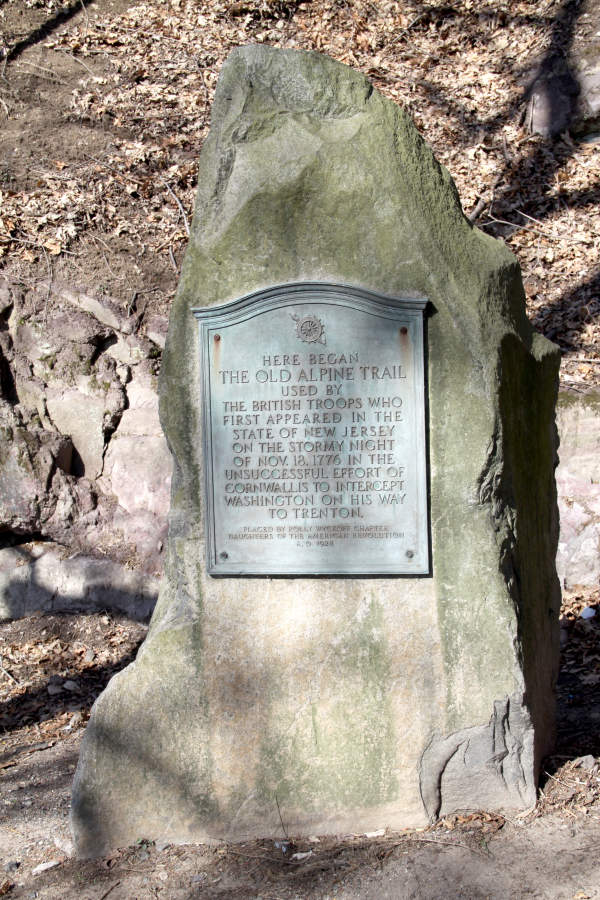 HERE BEGAN
THE OLD ALPINE TRAIL
USED BY
THE BRITISH TROOPS WHO
FIRST APPEARED IN THE
STATE OF NEW JERSEY
ON THE STORMY NIGHT
OF NOV. 18, 1776 IN THE
UNSUCCESSFUL EFFORT OF
CORNWALLIS TO INTERCEPT
WASHINGTON ON HIS WAY
TO TRENTON.
PLACED BY POLLY WYCKOFF CHAPTER
DAUGHTERS OF THE AMERICAN REVOLUTION
A. D. 1928